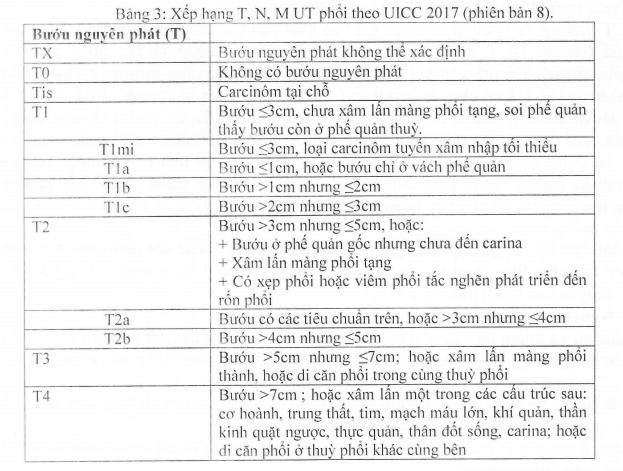 Bảng 3: Xếp hạng T, N, M UT phổi theo UICC 2017 (phiên bản 8).
Bướu nguyên phát (T)
TX Bướu nguyên phát không thể xác định
T0 Không có bướu nguyên phát
Tis Carcinôm tại chỗ
T1 Bướu ≤3cm, chưa xâm lấn màng phổi tạng, soi phế quản
thấy bướu còn ở phế quản thuỳ.
T1mi Bướu ≤3cm, loại carcinôm tuyến xâm nhập tối thiểu
T1a Bướu ≤1cm, hoặc bướu chỉ ở vách phế quản
T1b Bướu >1cm nhưng ≤2cm
T1c Bướu >2cm nhưng ≤3cm
T2 Bướu >3cm nhưng ≤5cm, hoặc:
+ Bướu ở phế quản gốc nhưng chưa đến carina
+ Xâm lấn màng phổi tạng
+ Có xẹp phổi hoặc viêm phổi tắc nghẽn phát triển đến
rốn phổi
T2a Bướu có các tiêu chuẩn trên, hoặc >3cm nhưng ≤4cm
T2b Bướu >4cm nhưng ≤5cm
T3 Bướu >5cm nhưng ≤7cm; hoặc xâm lấn màng phổi
thành, hoặc di căn phổi trong cùng thuỳ phổi
T4 Bướu >7cm ; hoặc xâm lấn một trong các cấu trúc sau:
cơ hoành, trung thất, tim, mạch máu lớn, khí quản, thần
kinh quặt ngược, thực quản, thân đốt sống, carina; hoặc
di căn phổi ở thuỳ phổi khác cùng bên